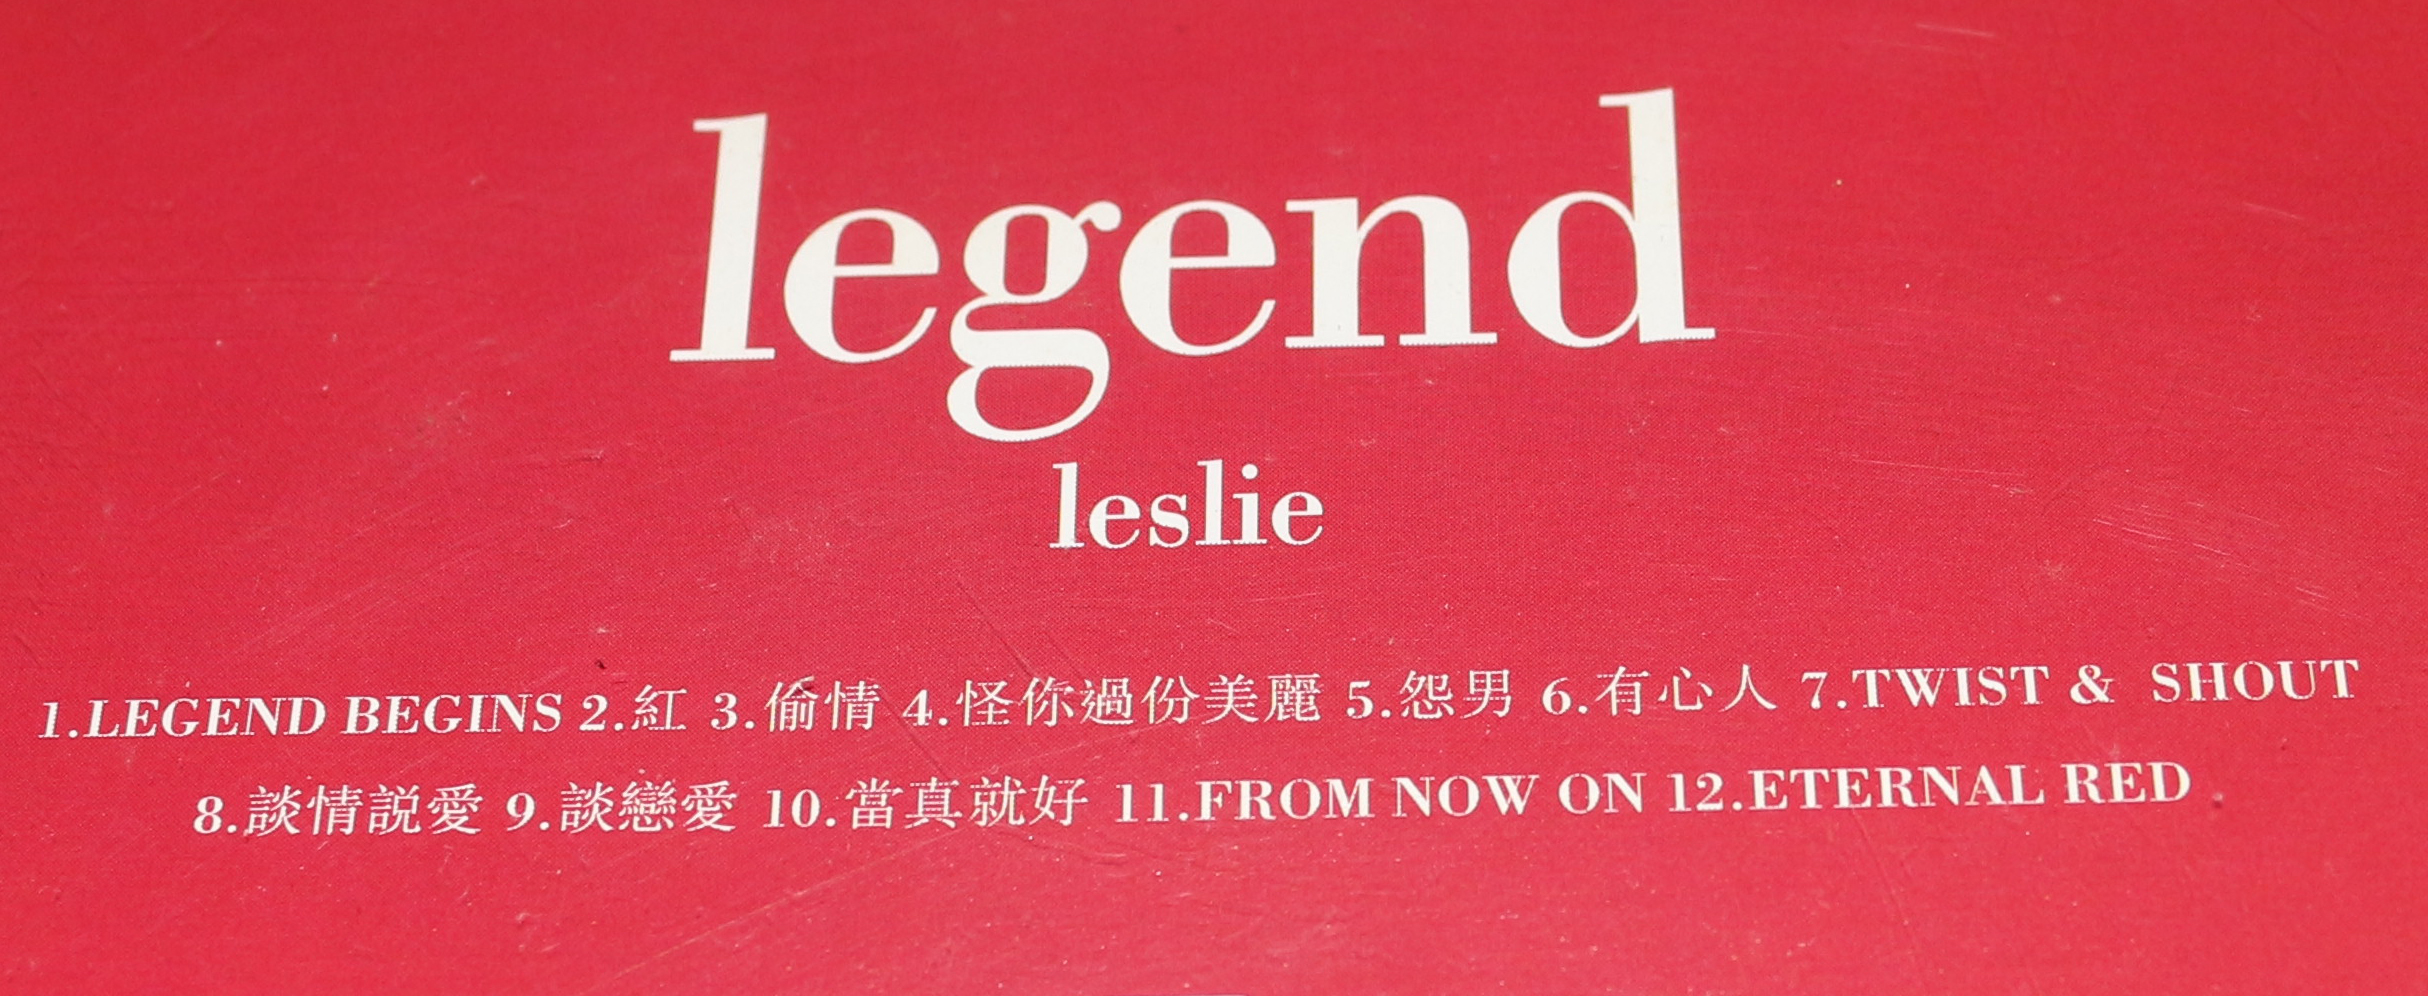 legend
leslie
1.LEGEND BEGINS 2.紅 3.偷情 4.怪你過份美麗 5.怨男 6.有心人 7.TWIST & SHOUT
8.談情說愛 9.談戀愛 10.當真就好 11.FROM NOW ON 12.ETERNAL RED